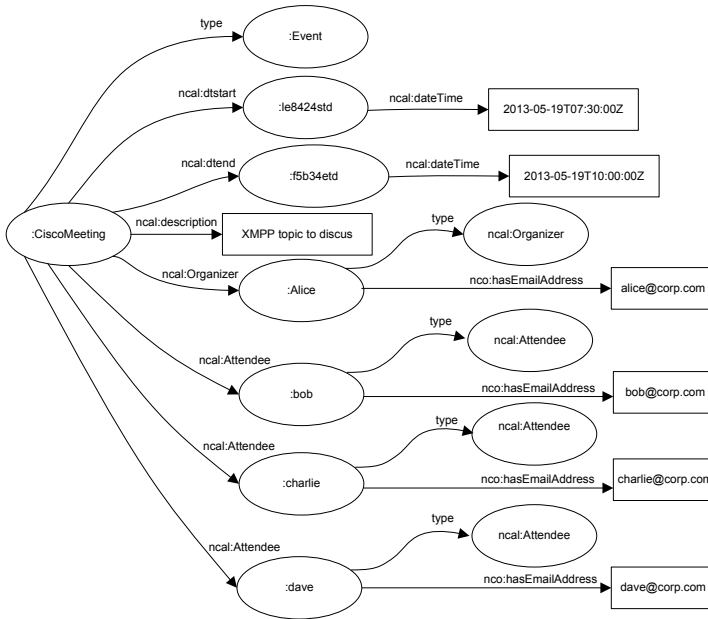 type
:Event
ncal:dtstart
:le8424std
ncal:dateTime
2013-05-19T07:30:00Z
ncal:dtend
:f5b34etd
ncal:dateTime
2013-05-19T10:00:00Z
:CiscoMeeting
ncal:description
XMPP topic to discus
type
ncal:Organizer
ncal:Organizer
:Alice
nco:hasEmailAddress
alice@corp.com
type
ncal:Attendee
ncal:Attendee
:bob
nco:hasEmailAddress
bob@corp.com
type
ncal:Attendee
ncal:Attendee
:charlie
nco:hasEmailAddress
charlie@corp.com
type
ncal:Attendee
ncal:Attendee
:dave
nco:hasEmailAddress
dave@corp.com